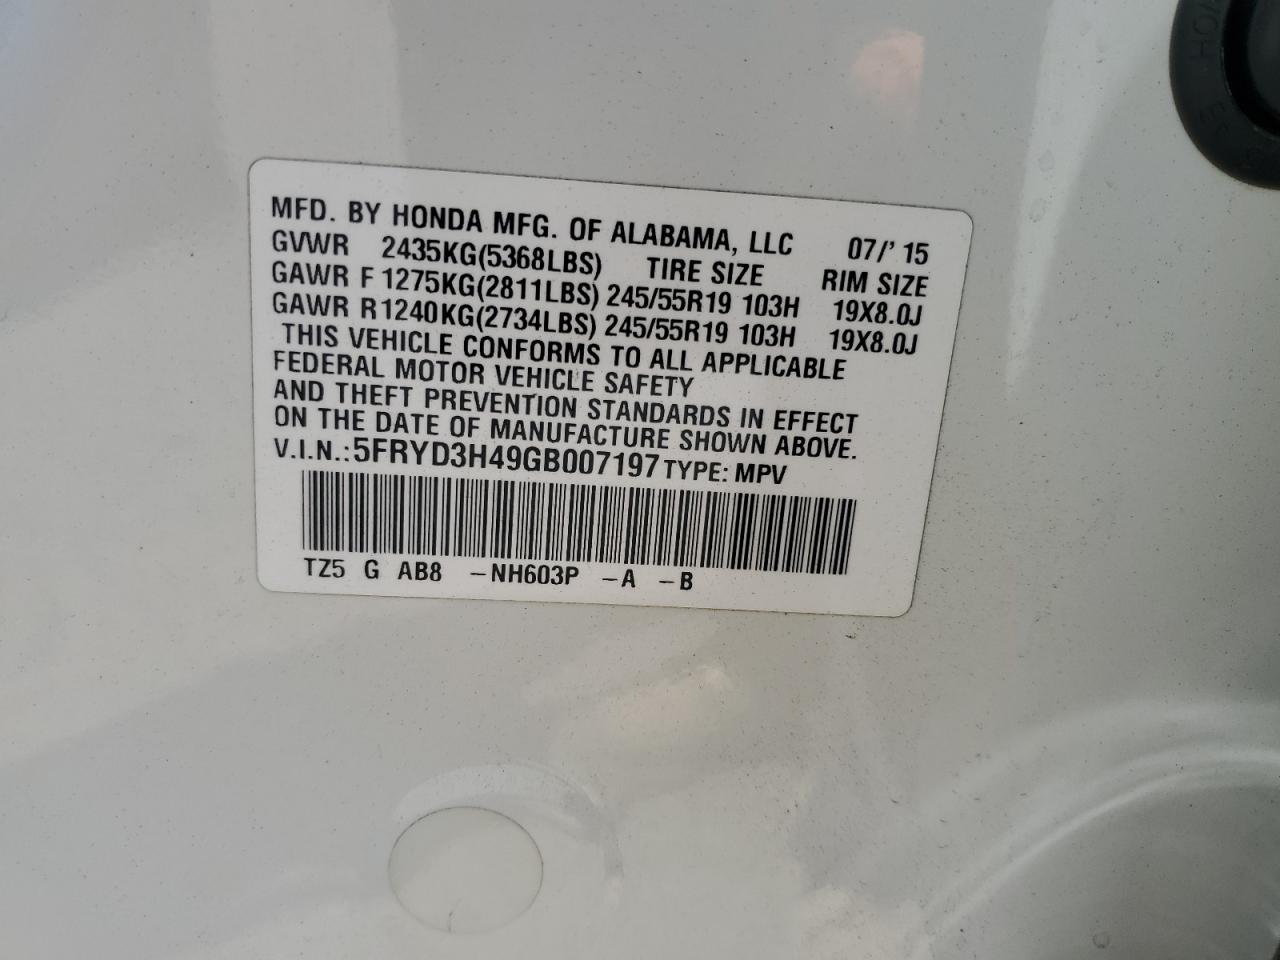 MFD. BY HONDA MFG. OF ALABAMA, LLC 07/'15
GVWR 2435KG(5368LBS) TIRE SIZE RIM SIZE
GAWR F 1275KG(2811LBS) 245/55R19 103H 19X8.0J
GAWR R1240KG(2734LBS) 245/55R19 103H 19X8.0J
THIS VEHICLE CONFORMS TO ALL APPLICABLE
FEDERAL MOTOR VEHICLE SAFETY
AND THEFT PREVENTION STANDARDS IN EFFECT
ON THE DATE OF MANUFACTURE SHOWN ABOVE.
V.I.N.:5FRYD3H49GB007197 TYPE: MPV
TZ5 G AB8 -NH603P -A -B